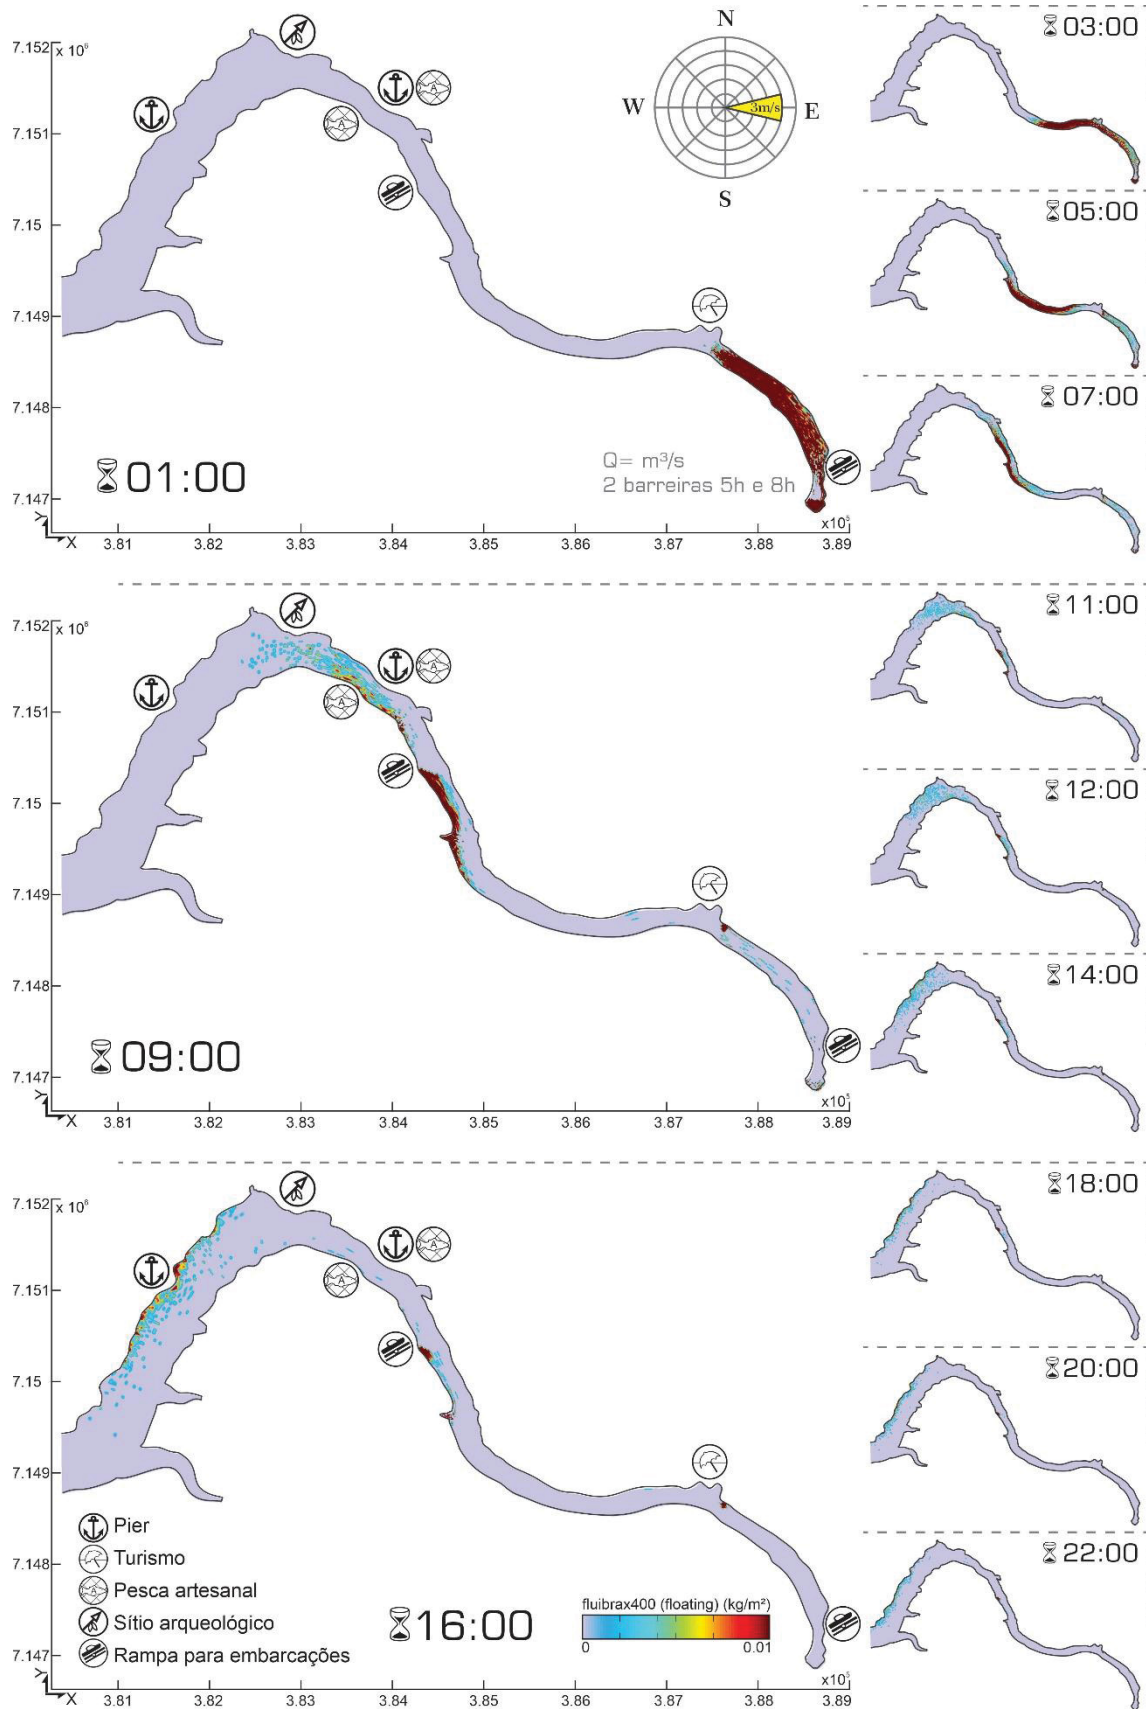 N
W
3m/s
E
S
7.152
x 10⁶
7.151
7.15
7.149
7.148
7.147
Y
X
01:00
Q= m³/s
2 barreiras 5h e 8h
3.81
3.82
3.83
3.84
3.85
3.86
3.87
3.88
x10⁵
3.89
03:00
05:00
07:00
7.152
x 10⁶
7.151
7.15
7.149
7.148
7.147
Y
X
09:00
3.81
3.82
3.83
3.84
3.85
3.86
3.87
3.88
x10⁵
3.89
11:00
12:00
14:00
7.152
x 10⁶
7.151
7.15
7.149
7.148
7.147
Y
X
Pier
Turismo
Pesca artesanal
Sítio arqueológico
Rampa para embarcações
16:00
fluibrax400 (floating) (kg/m²)
0
0.01
3.81
3.82
3.83
3.84
3.85
3.86
3.87
3.88
x10⁵
3.89
18:00
20:00
22:00